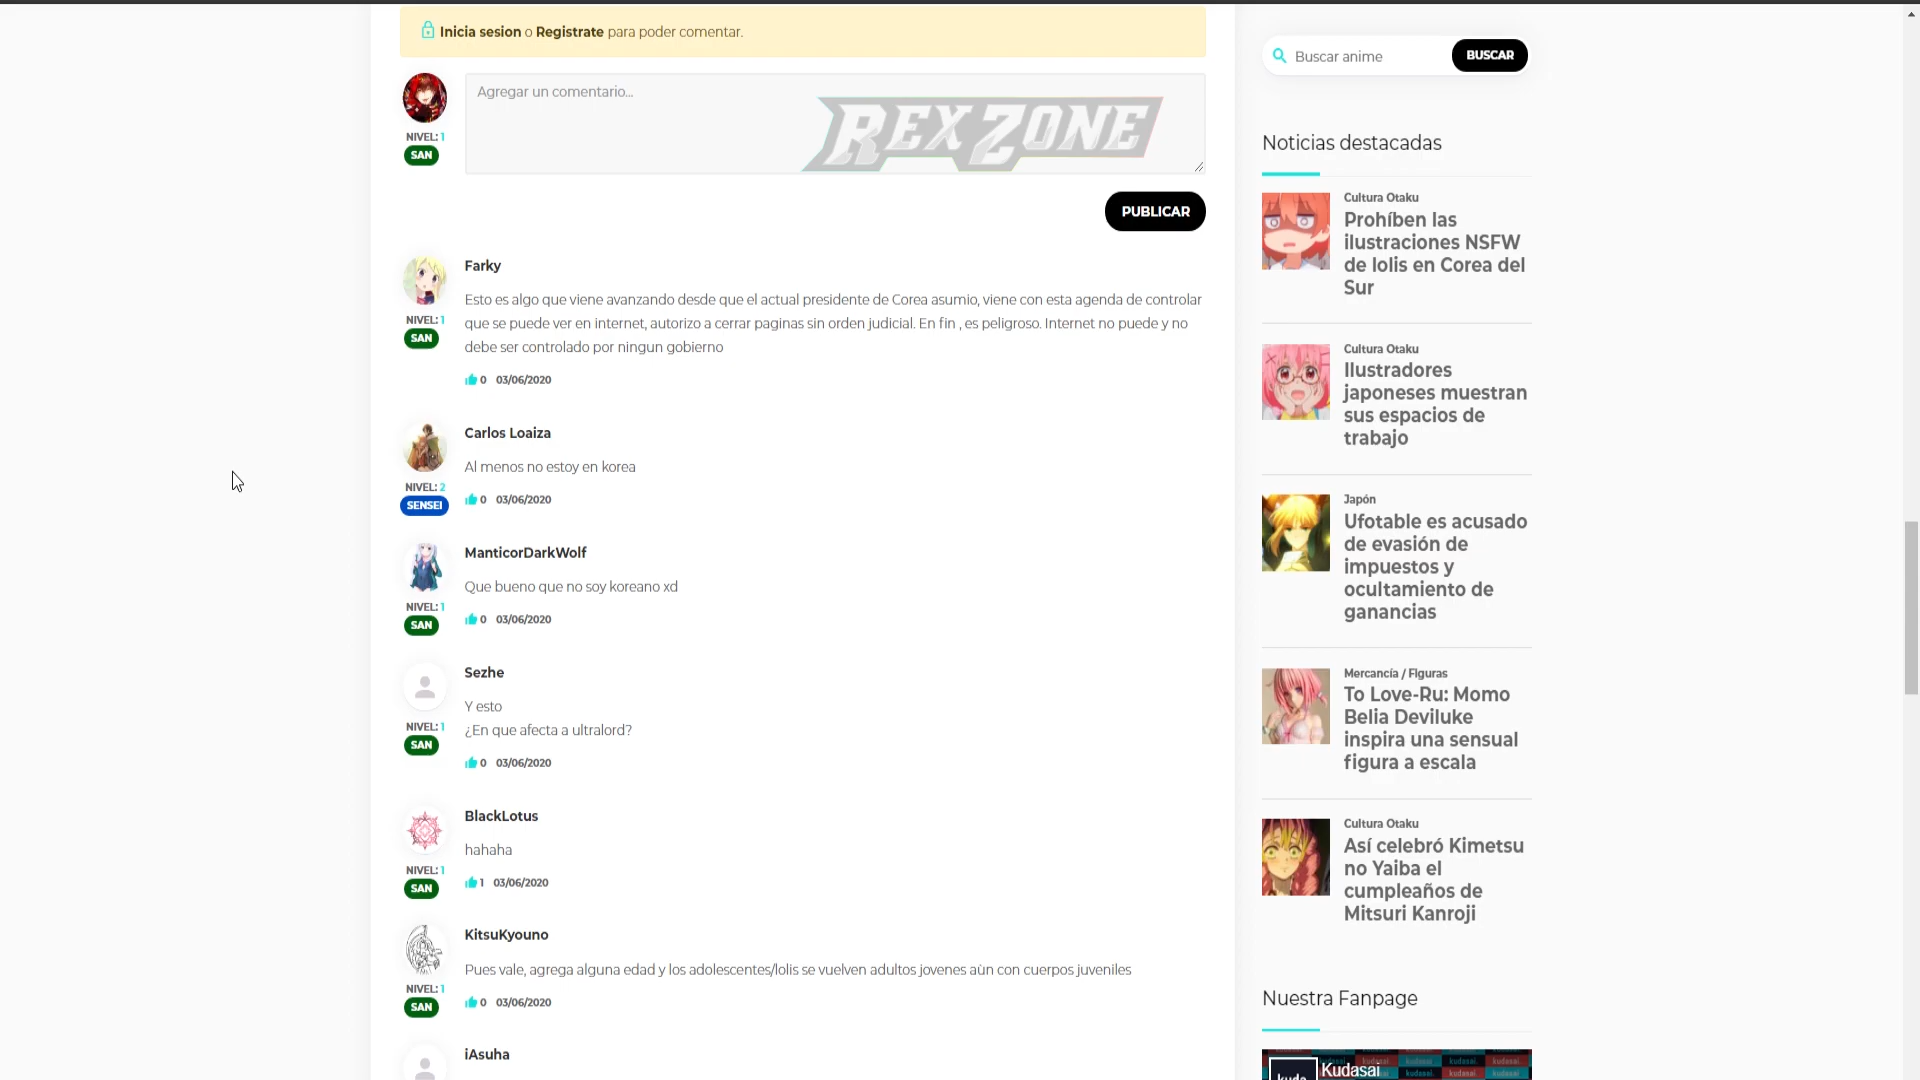 Inicia sesion o Registrate para poder comentar.
Agregar un comentario...
REX ZONE
NIVEL: 1
SAN
PUBLICAR
Farky
Esto es algo que viene avanzando desde que el actual presidente de Corea asumio, viene con esta agenda de controlar
que se puede ver en internet, autorizo a cerrar paginas sin orden judicial. En fin , es peligroso. Internet no puede y no
debe ser controlado por ningun gobierno
NIVEL: 1
SAN
0 03/06/2020
Carlos Loaiza
Al menos no estoy en korea
NIVEL: 2
SENSEI
0 03/06/2020
ManticorDarkWolf
Que bueno que no soy koreano xd
NIVEL: 1
SAN
0 03/06/2020
Sezhe
Y esto
¿En que afecta a ultralord?
NIVEL: 1
SAN
0 03/06/2020
BlackLotus
hahaha
NIVEL: 1
SAN
1 03/06/2020
KitsuKyouno
Pues vale, agrega alguna edad y los adolescentes/lolis se vuelven adultos jovenes aùn con cuerpos juveniles
NIVEL: 1
SAN
0 03/06/2020
iAsuha
Buscar anime
BUSCAR
Noticias destacadas
Cultura Otaku
Prohíben las
ilustraciones NSFW
de lolis en Corea del
Sur
Cultura Otaku
Ilustradores
japoneses muestran
sus espacios de
trabajo
Japón
Ufotable es acusado
de evasión de
impuestos y
ocultamiento de
ganancias
Mercancía / Figuras
To Love-Ru: Momo
Belia Deviluke
inspira una sensual
figura a escala
Cultura Otaku
Así celebró Kimetsu
no Yaiba el
cumpleaños de
Mitsuri Kanroji
Nuestra Fanpage
Kudasai